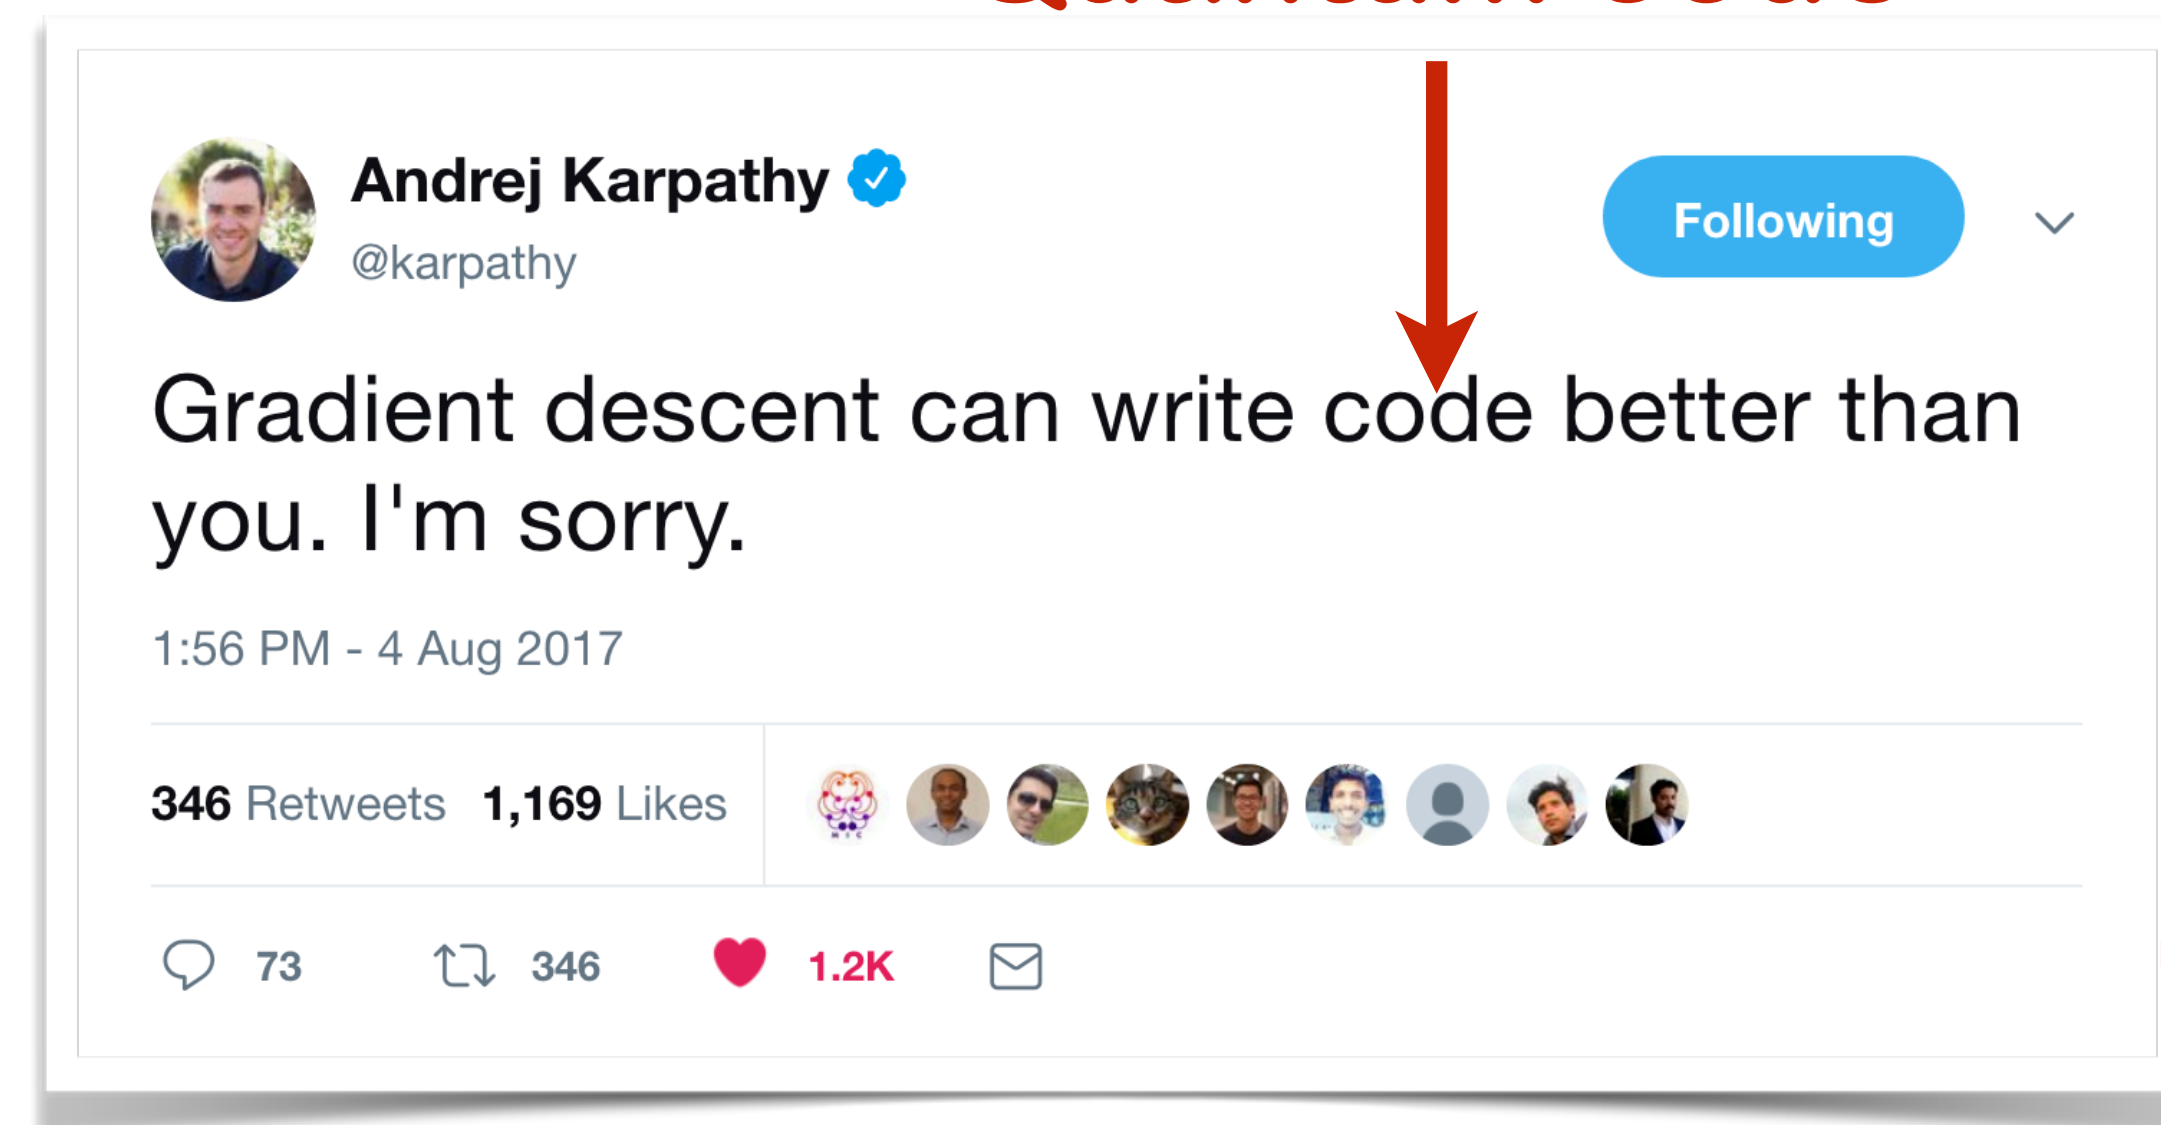 Andrej Karpathy
@karpathy
Following
Gradient descent can write code better than
you. I'm sorry.
1:56 PM - 4 Aug 2017
346 Retweets 1,169 Likes
73 346 1.2K